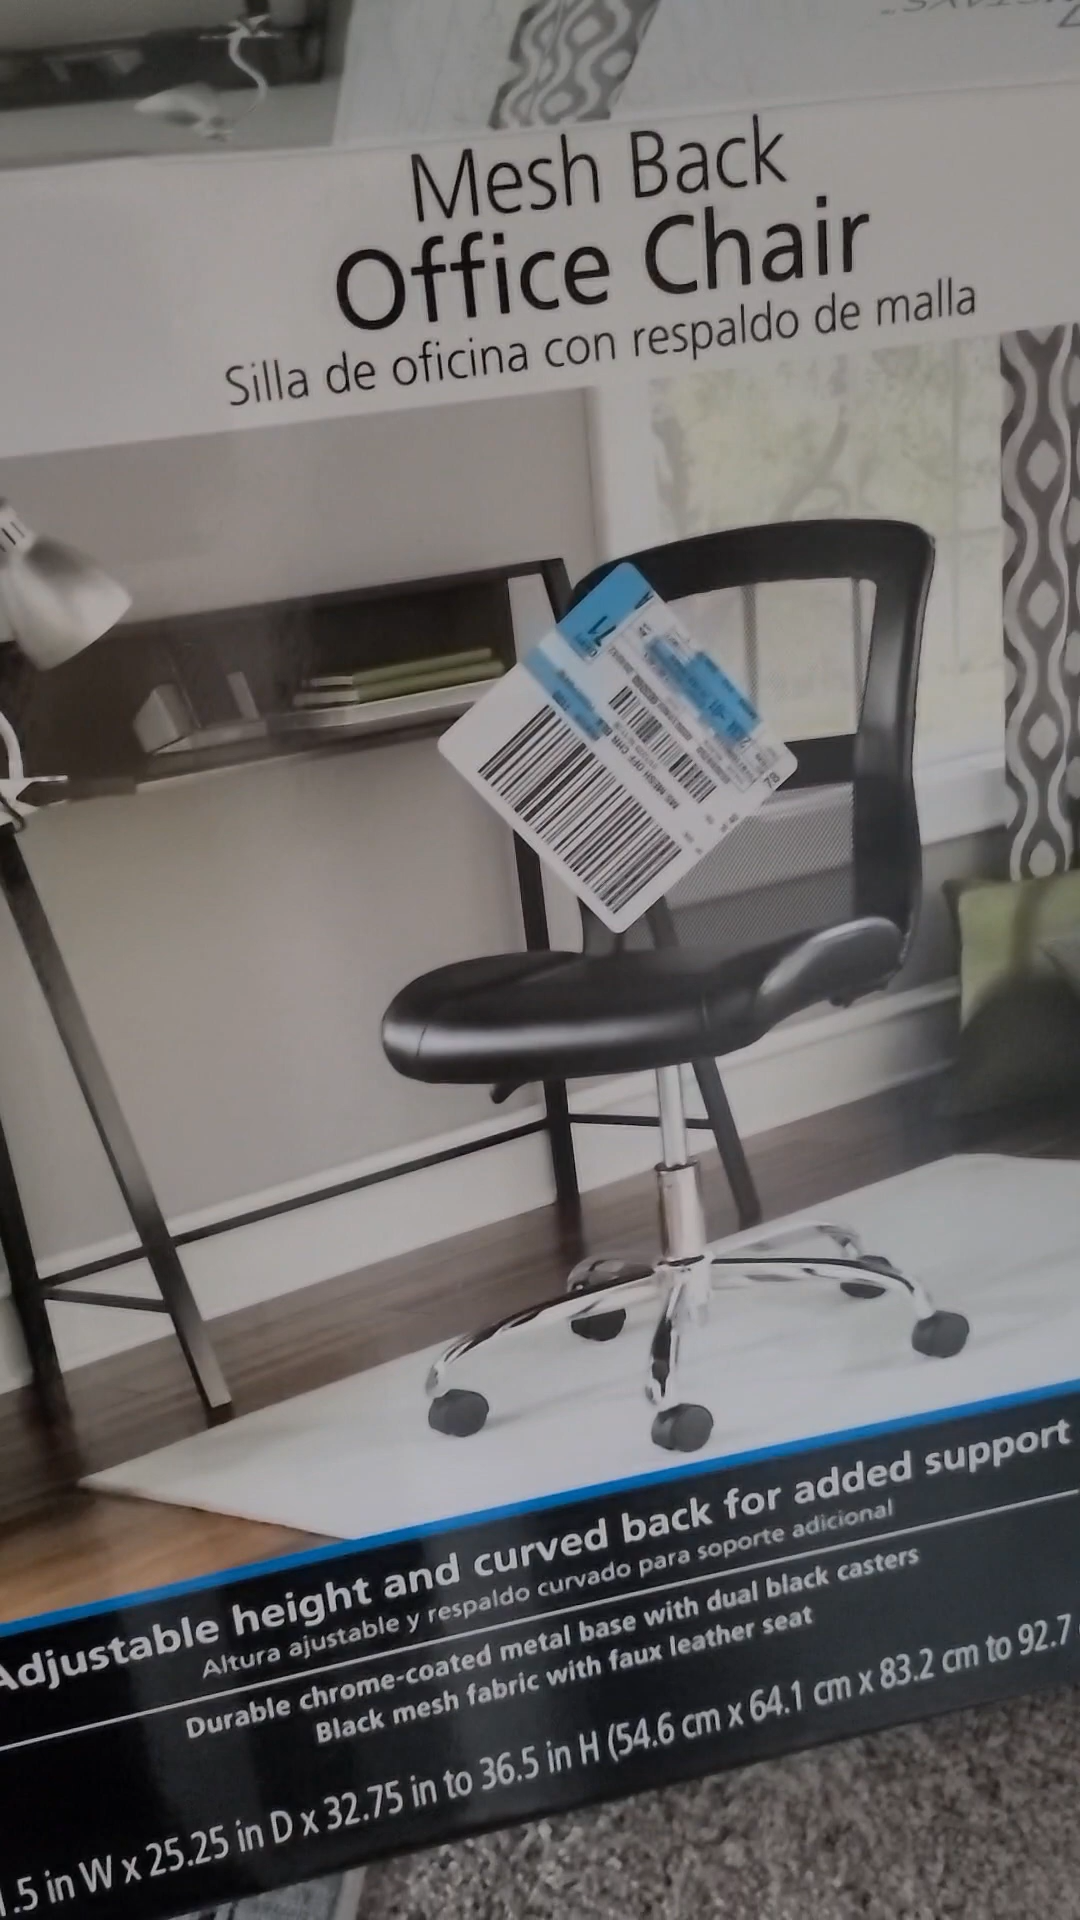 Mesh Back
Office Chair
Silla de oficina con respaldo de malla
Adjustable height and curved back for added support
Altura ajustable y respaldo curvado para soporte adicional
Durable chrome-coated metal base with dual black casters
Black mesh fabric with faux leather seat
.5 in W x 25.25 in D x 32.75 in to 36.5 in H (54.6 cm x 64.1 cm x 83.2 cm to 92.7